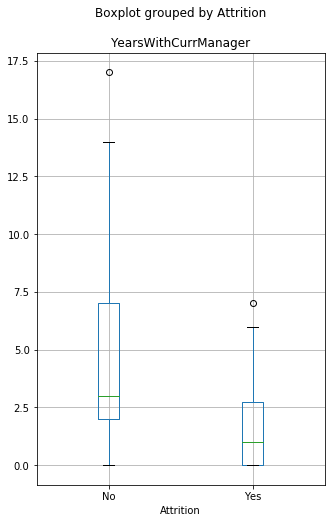 Boxplot grouped by Attrition
YearsWithCurrManager
17.5
15.0
12.5
10.0
7.5
5.0
2.5
0.0
No Yes
Attrition